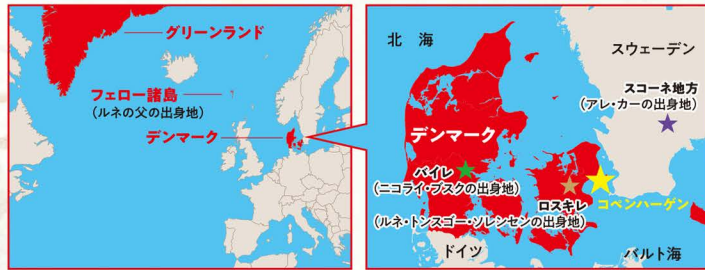 グリーンランド
フェロー諸島
（ルネの父の出身地）
デンマーク
北 海
スウェーデン
スコーネ地方
（アレ・カーの出身地）
デンマーク
バイレ
（ニコライ・ブスクの出身地）
ロスキレ
（ルネ・トンスゴー・ソレンセンの出身地）
コペンハーゲン
ドイツ
バルト海